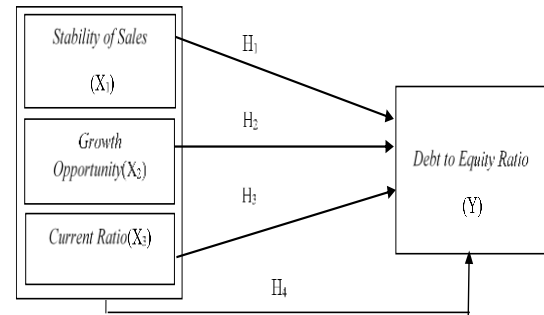 Stability of Sales
(X₁)
Growth
Opportunity(X₂)
Current Ratio(X₃)
H₁
H₂
H₃
H₄
Debt to Equity Ratio
(Y)